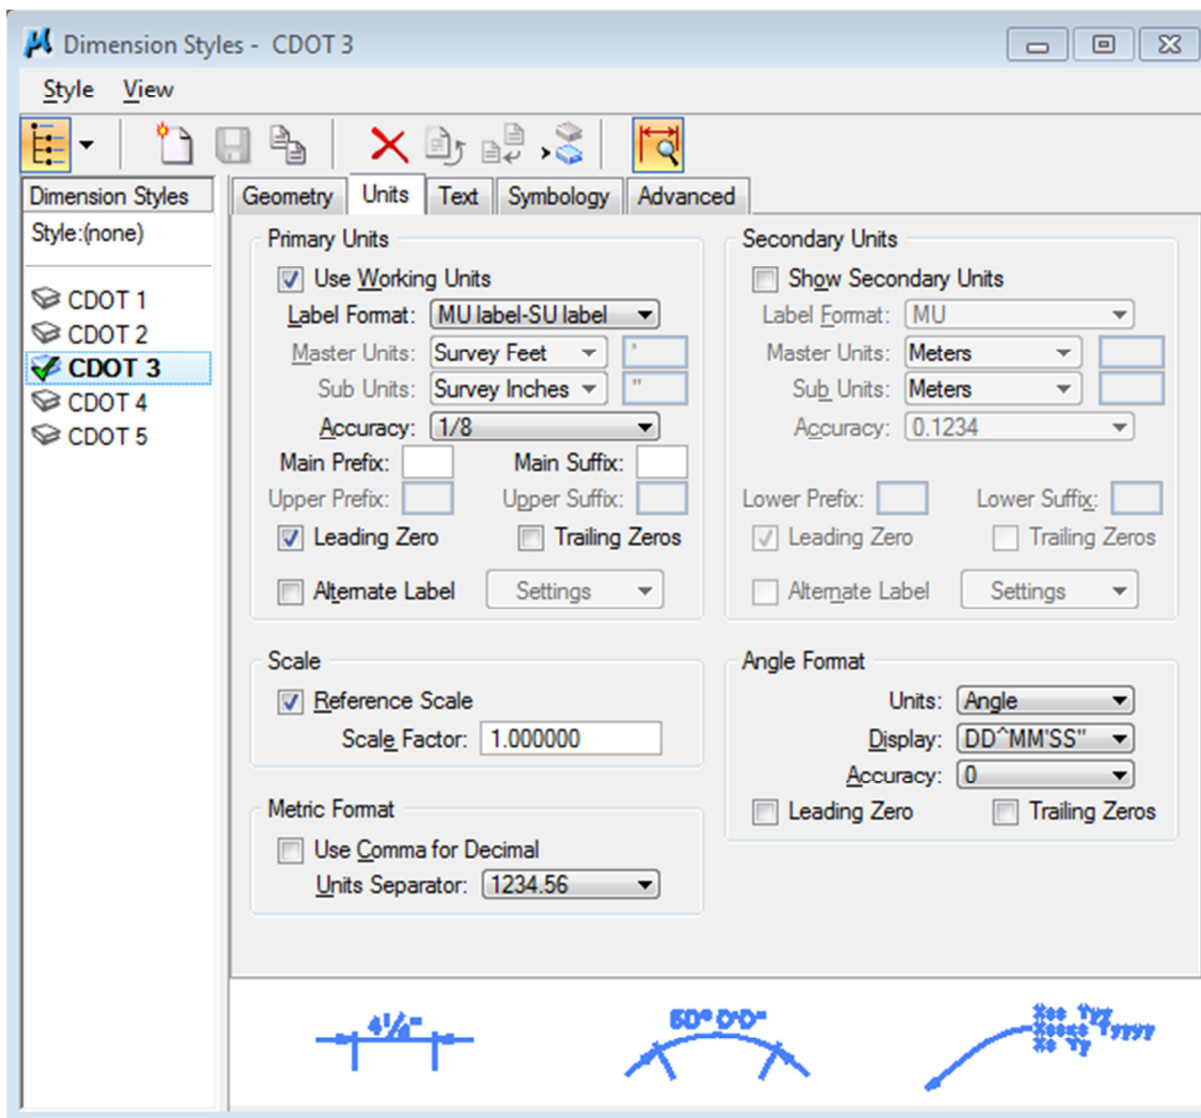 Dimension Styles - CDOT 3
Style View
Dimension Styles
Style:(none)
CDOT 1
CDOT 2
CDOT 3
CDOT 4
CDOT 5
Geometry Units Text Symbology Advanced
Primary Units
Use Working Units
Label Format: MU label-SU label
Master Units: Survey Feet '
Sub Units: Survey Inches "
Accuracy: 1/8
Main Prefix: Main Suffix:
Upper Prefix: Upper Suffix:
Leading Zero Trailing Zeros
Alternate Label Settings
Secondary Units
Show Secondary Units
Label Format: MU
Master Units: Meters
Sub Units: Meters
Accuracy: 0.1234
Lower Prefix: Lower Suffix:
Leading Zero Trailing Zeros
Alternate Label Settings
Scale
Reference Scale
Scale Factor: 1.000000
Metric Format
Use Comma for Decimal
Units Separator: 1234.56
Angle Format
Units: Angle
Display: DD^MM'SS"
Accuracy: 0
Leading Zero Trailing Zeros